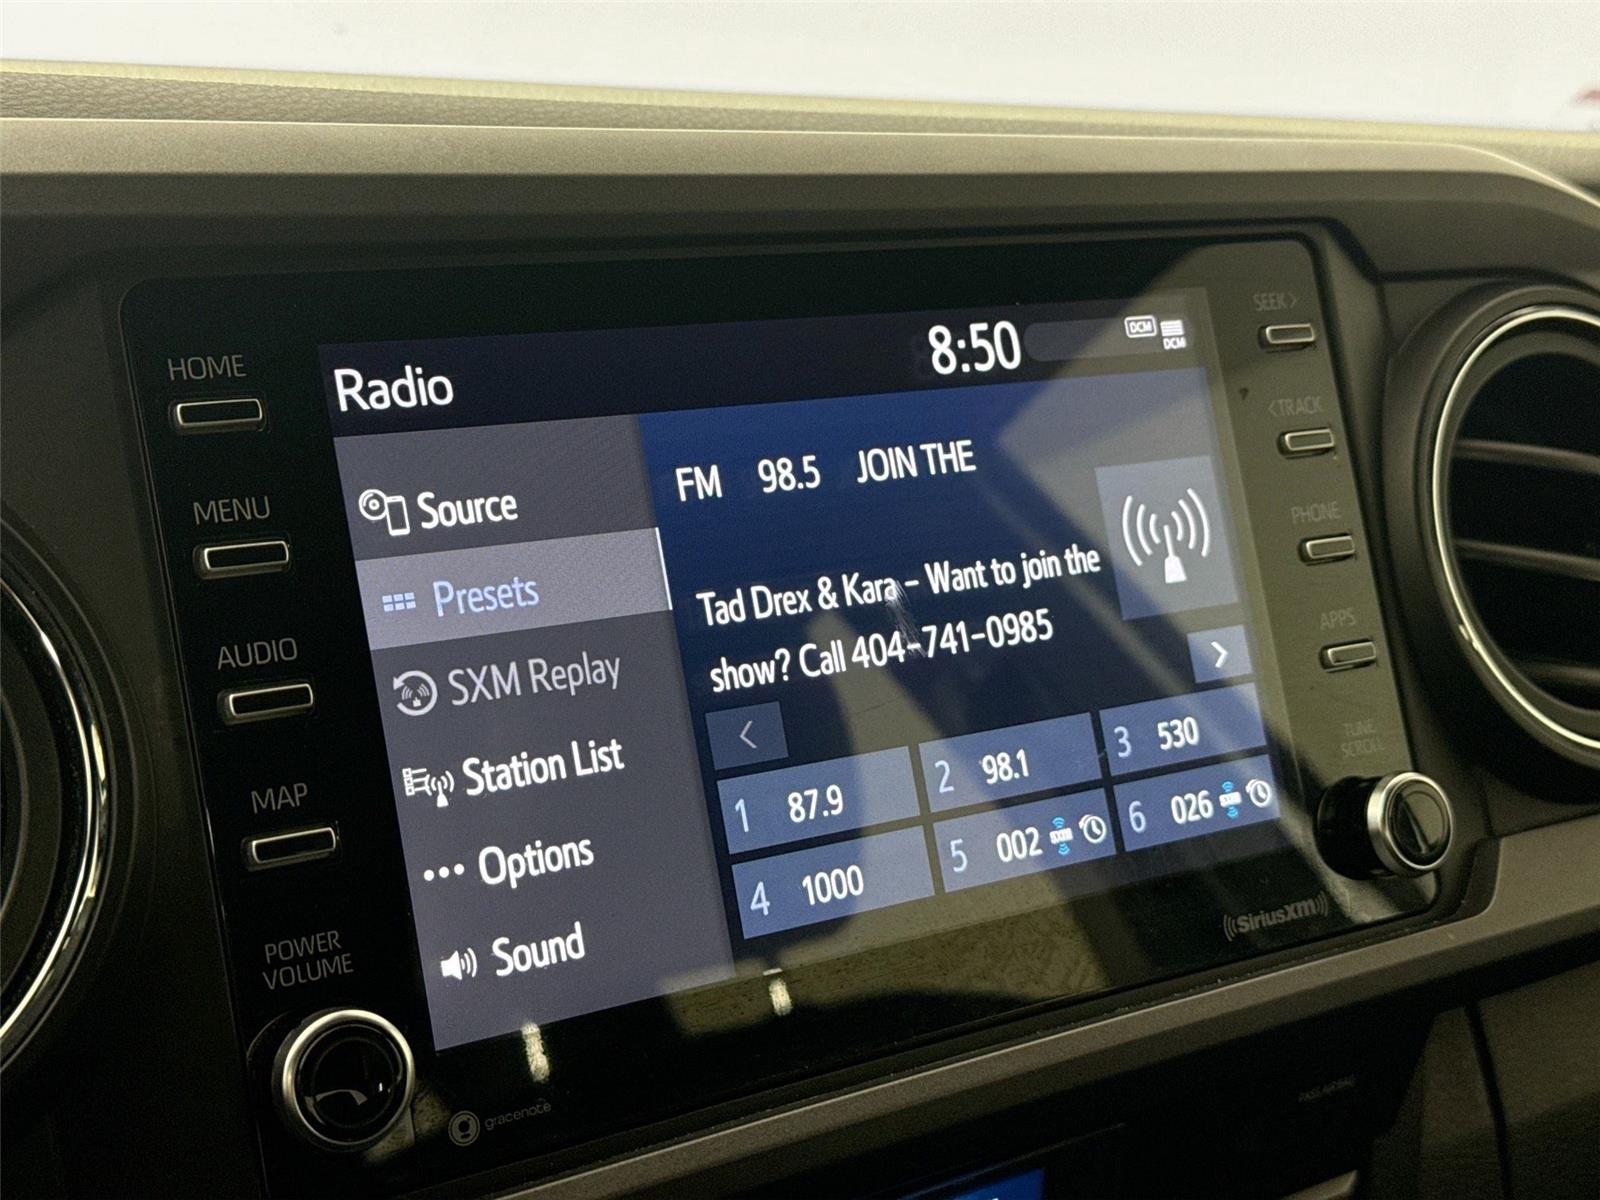 SEEK>
HOME
Radio
8:50
DCM
DCM
<TRACK
MENU
Source
FM 98.5 JOIN THE
PHONE
Presets
Tad Drex & Kara - Want to join the
show? Call 404-741-0985
AUDIO
SXM Replay
APPS
Station List
TUNE
SCROLL
1 87.9
2 98.1
3 530
MAP
Options
4 1000
5 002 SXM
6 026 SXM
POWER
VOLUME
Sound
SiriusXM
gracenote